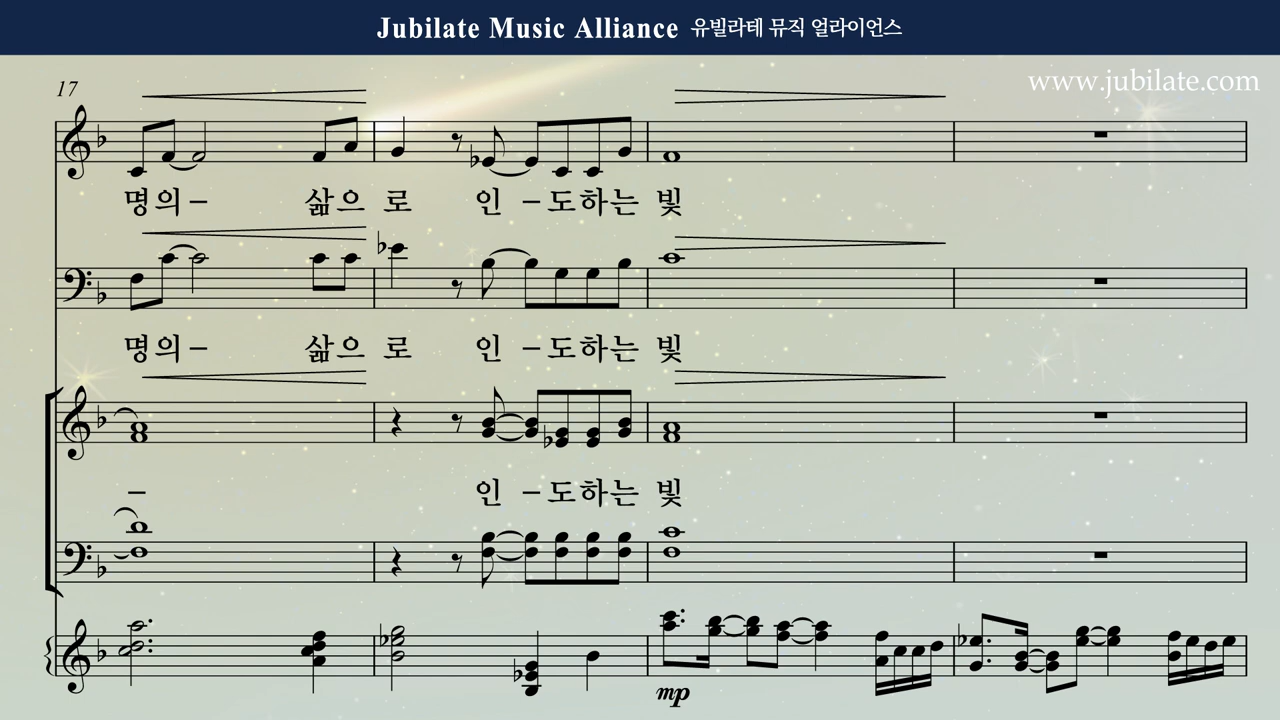 Jubilate Music Alliance 유빌라테 뮤직 얼라이언스
www.jubilate.com
17
명의– 삶으로 인–도하는 빛
명의– 삶으로 인–도하는 빛
– 인–도하는 빛
mp